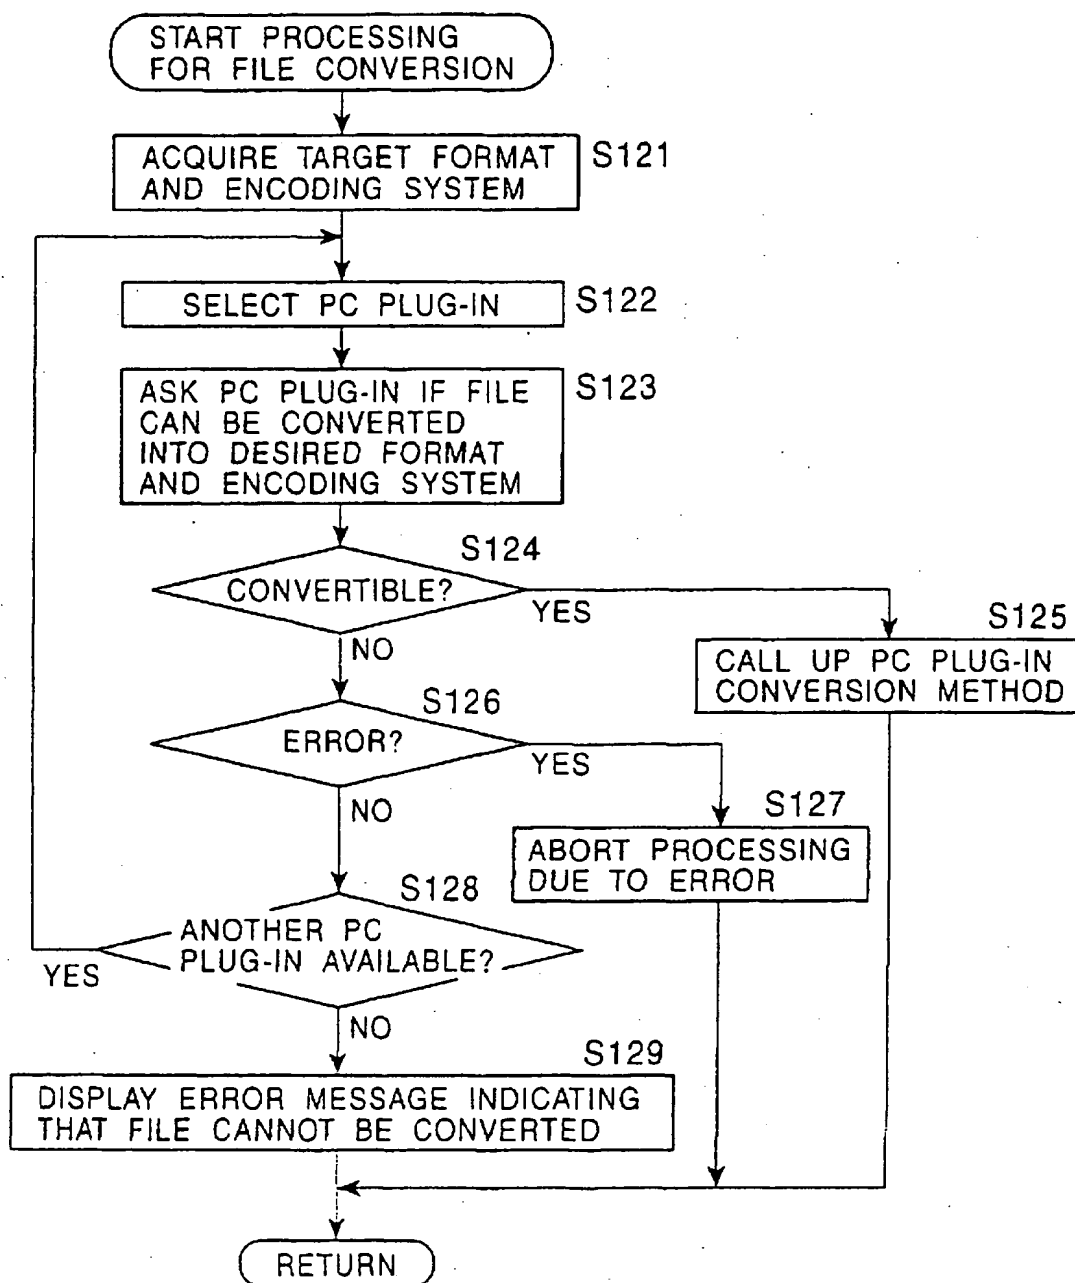 START PROCESSING
FOR FILE CONVERSION
ACQUIRE TARGET FORMAT
AND ENCODING SYSTEM
S121
SELECT PC PLUG-IN
S122
ASK PC PLUG-IN IF FILE
CAN BE CONVERTED
INTO DESIRED FORMAT
AND ENCODING SYSTEM
S123
S124
CONVERTIBLE?
YES
NO
S125
CALL UP PC PLUG-IN
CONVERSION METHOD
S126
ERROR?
YES
NO
S127
ABORT PROCESSING
DUE TO ERROR
S128
ANOTHER PC
PLUG-IN AVAILABLE?
YES
NO
S129
DISPLAY ERROR MESSAGE INDICATING
THAT FILE CANNOT BE CONVERTED
RETURN